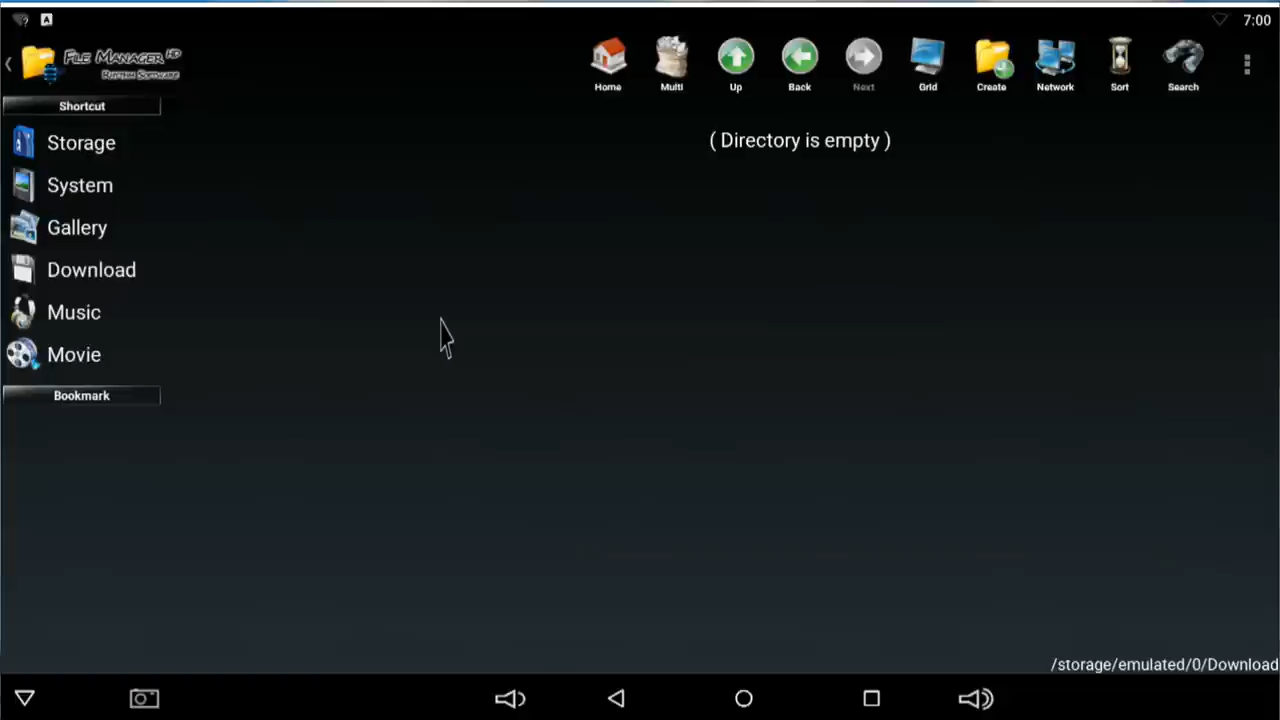 A
7:00
FILE MANAGER HD
RHYTHM SOFTWARE
Home
Multi
Up
Back
Next
Grid
Create
Network
Sort
Search
Shortcut
Storage
System
Gallery
Download
Music
Movie
Bookmark
( Directory is empty )
/storage/emulated/0/Download